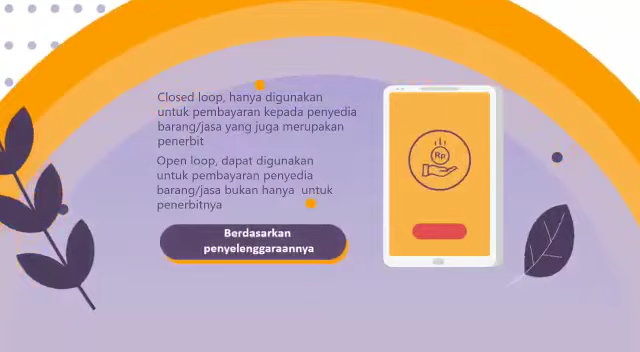 Closed loop, hanya digunakan
untuk pembayaran kepada penyedia
barang/jasa yang juga merupakan
penerbit
Open loop, dapat digunakan
untuk pembayaran penyedia
barang/jasa bukan hanya untuk
penerbitnya
Rp
Berdasarkan
penyelenggaraannya